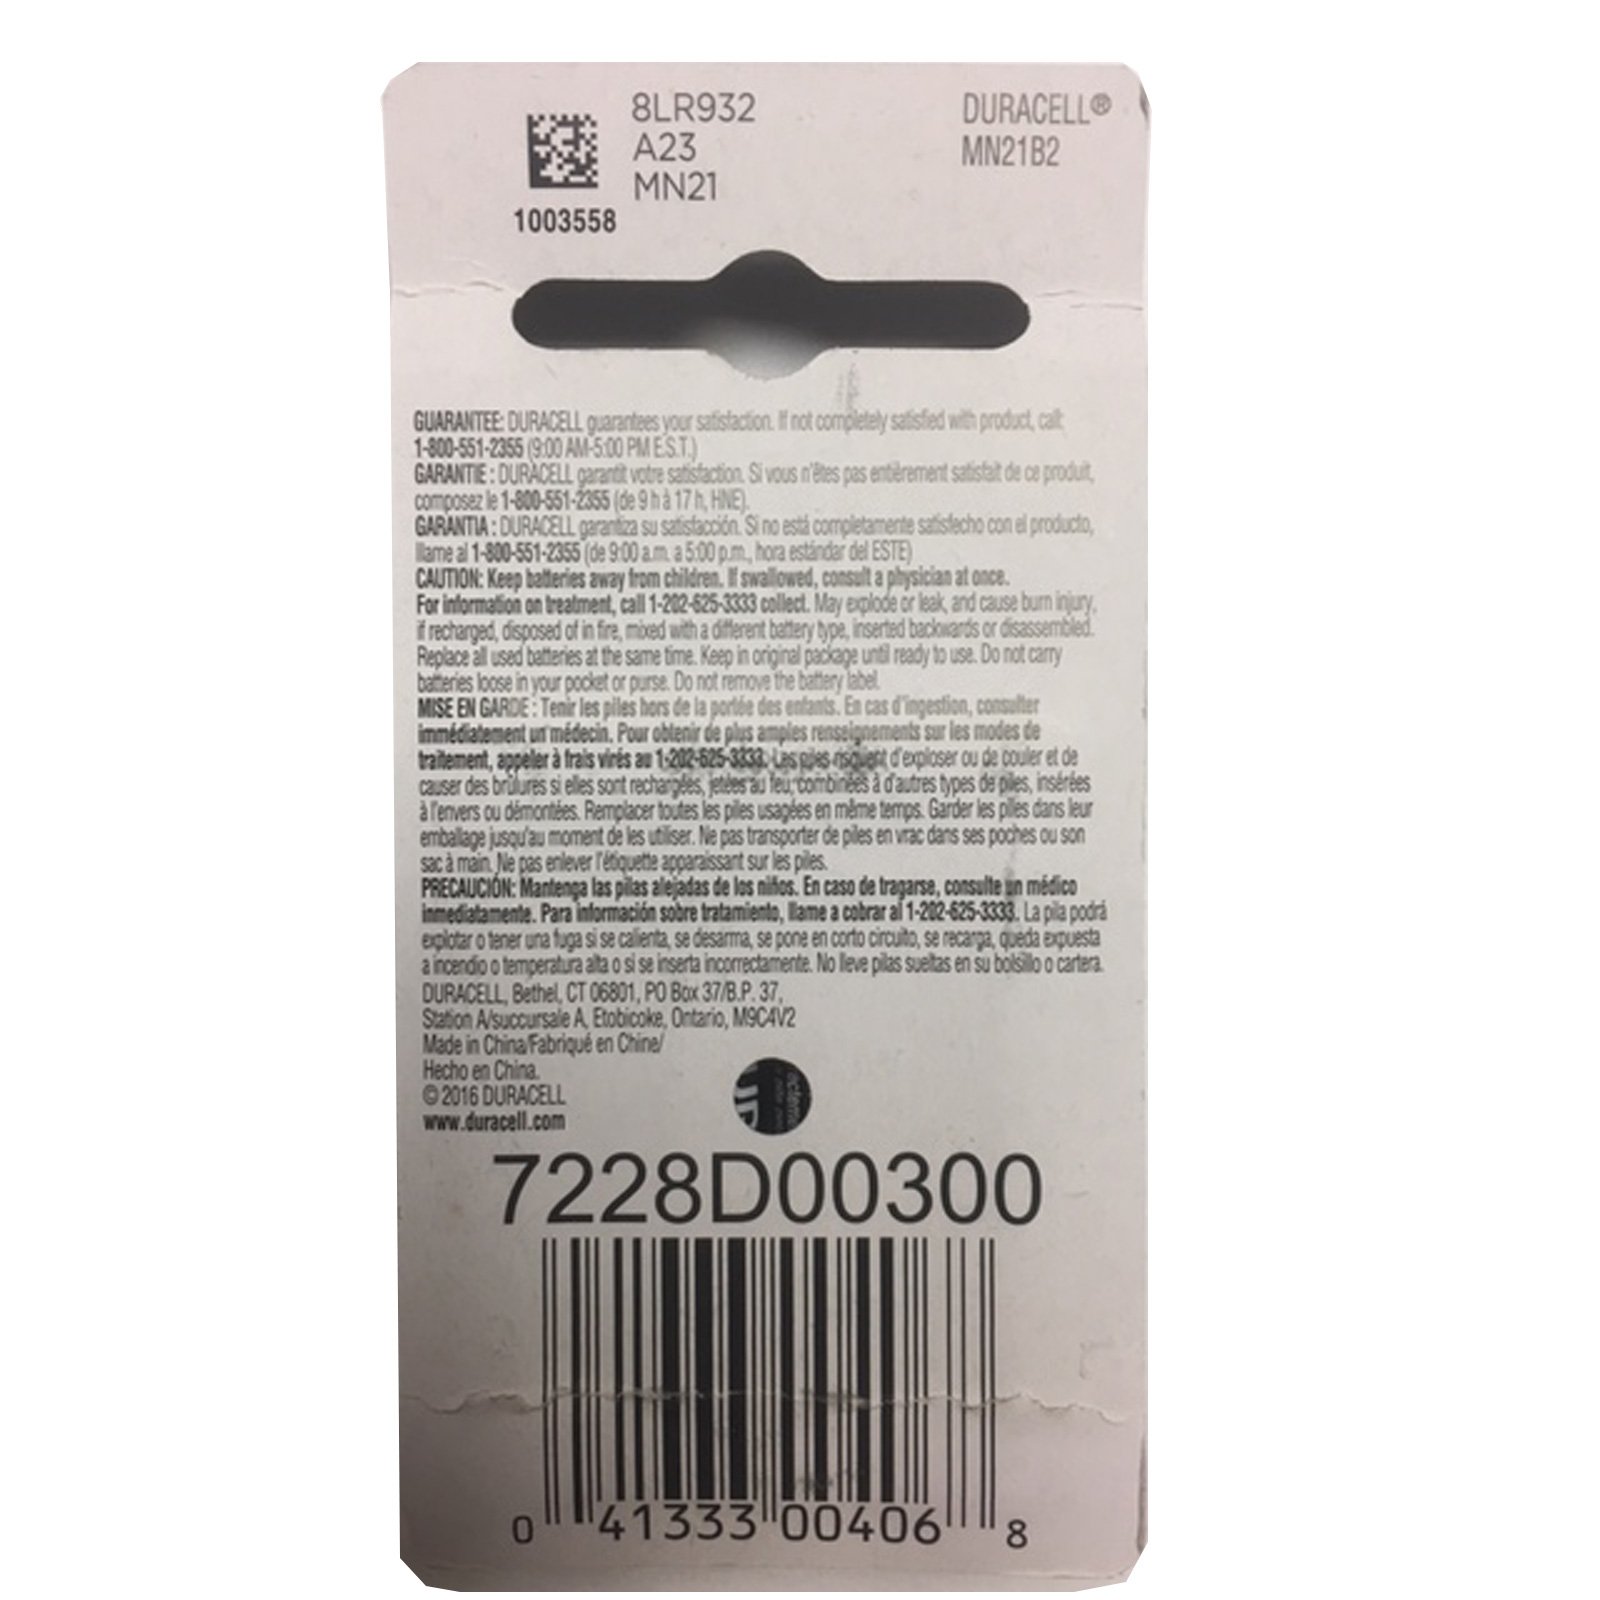 8LR932
A23
MN21
1003558
DURACELL®
MN21B2
GUARANTEE: DURACELL guarantees your satisfaction. If not completely satisfied with product, call:
1-800-551-2355 (9:00 AM-5:00 PM E.S.T.)
GARANTIE : DURACELL garantit votre satisfaction. Si vous n'êtes pas entièrement satisfait de ce produit,
composez le 1-800-551-2355 (de 9 h à 17 h, HNE).
GARANTIA : DURACELL garantiza su satisfacción. Si no está completamente satisfecho con el producto,
llame al 1-800-551-2355 (de 9:00 a.m. a 5:00 p.m., hora estándar del ESTE)
CAUTION: Keep batteries away from children. If swallowed, consult a physician at once.
For information on treatment, call 1-202-625-3333 collect. May explode or leak, and cause burn injury,
if recharged, disposed of in fire, mixed with a different battery type, inserted backwards or disassembled.
Replace all used batteries at the same time. Keep in original package until ready to use. Do not carry
batteries loose in your pocket or purse. Do not remove the battery label.
MISE EN GARDE : Tenir les piles hors de la portée des enfants. En cas d'ingestion, consulter
immédiatement un médecin. Pour obtenir de plus amples renseignements sur les modes de
traitement, appeler à frais virés au 1-202-625-3333. Les piles risquent d'exploser ou de couler et de
causer des brûlures si elles sont rechargées, jetées au feu, combinées à d'autres types de piles, insérées
à l'envers ou démontées. Remplacer toutes les piles usagées en même temps. Garder les piles dans leur
emballage jusqu'au moment de les utiliser. Ne pas transporter de piles en vrac dans ses poches ou son
sac à main. Ne pas enlever l'étiquette apparaissant sur les piles.
PRECAUCIÓN: Mantenga las pilas alejadas de los niños. En caso de tragarse, consulte un médico
inmediatamente. Para información sobre tratamiento, llame a cobrar al 1-202-625-3333. La pila podrá
explotar o tener una fuga si se calienta, se desarma, se pone en corto circuito, se recarga, queda expuesta
a incendio o temperatura alta o si se inserta incorrectamente. No lleve pilas sueltas en su bolsillo o cartera.
DURACELL, Bethel, CT 06801, PO Box 37/B.P. 37,
Station A/succursale A, Etobicoke, Ontario, M9C4V2
Made in China/Fabriqué en Chine/
Hecho en China.
© 2016 DURACELL
www.duracell.com
7228D00300
0 41333 00406 8